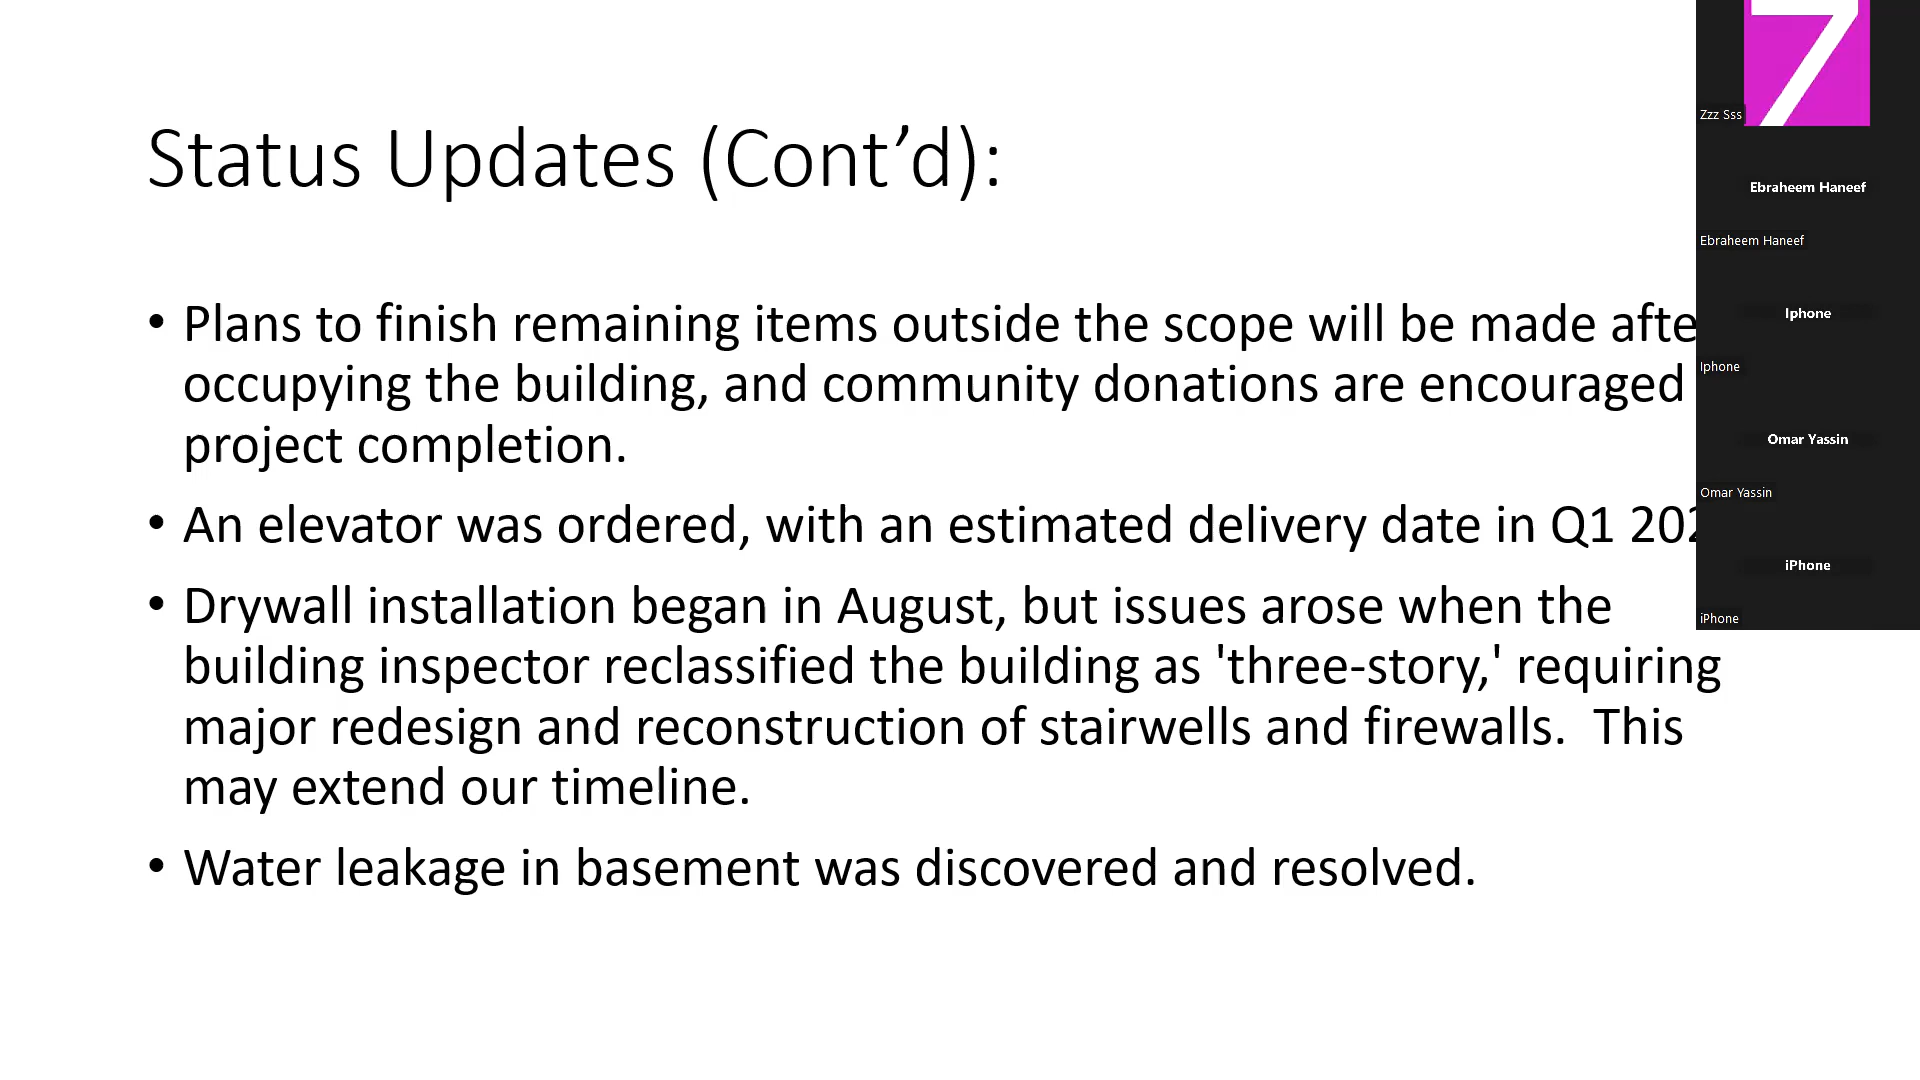 Status Updates (Cont’d):
• Plans to finish remaining items outside the scope will be made
occupying the building, and community donations are encouraged
project completion.
• An elevator was ordered, with an estimated delivery date in Q1
• Drywall installation began in August, but issues arose when the
building inspector reclassified the building as 'three-story,' requiring
major redesign and reconstruction of stairwells and firewalls.  This
may extend our timeline.
• Water leakage in basement was discovered and resolved.
Z
Zzz Sss
Ebraheem Haneef
Ebraheem Haneef
Iphone
Iphone
Omar Yassin
Omar Yassin
iPhone
iPhone